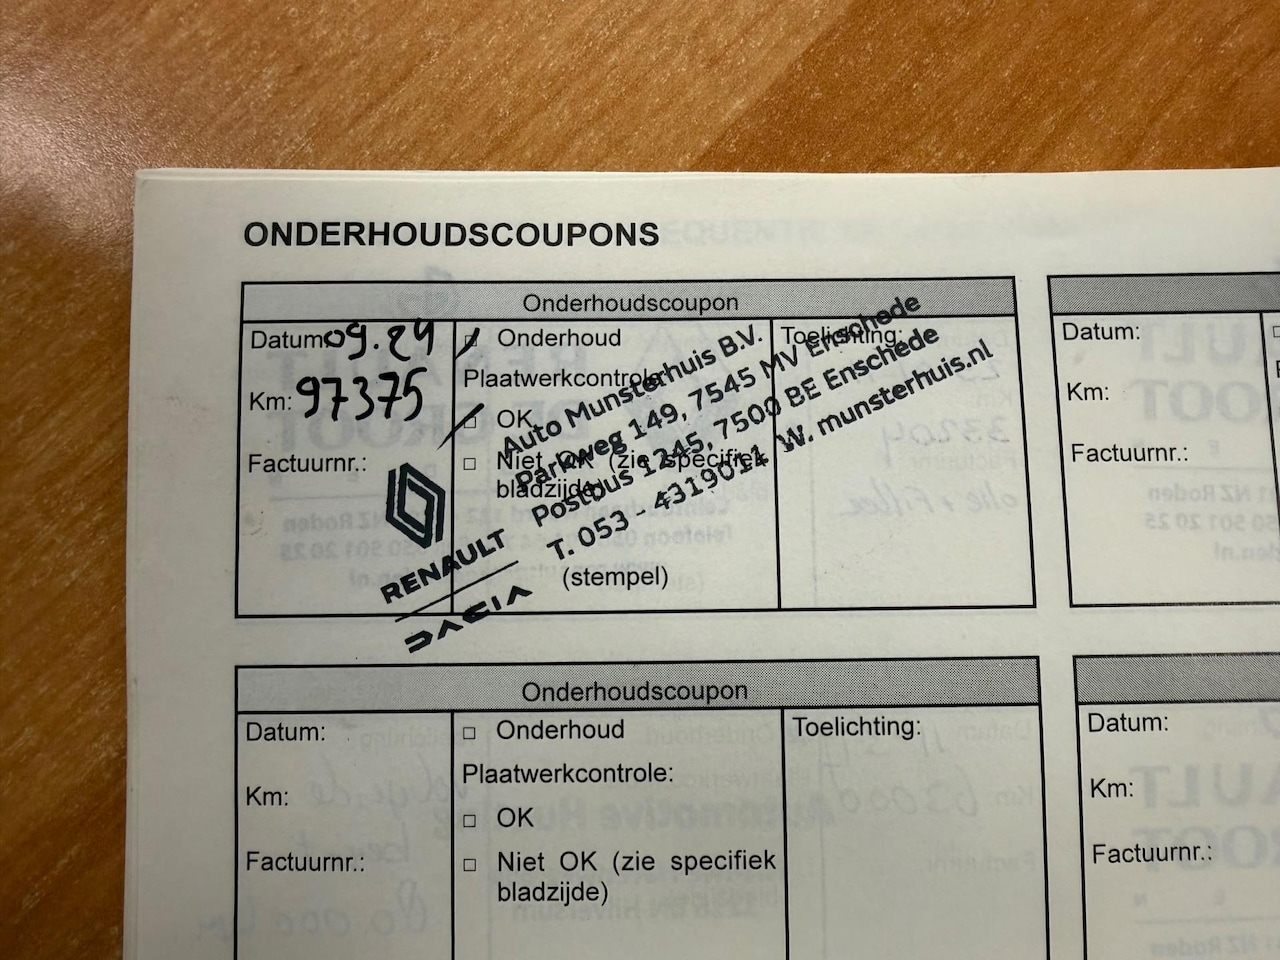 ONDERHOUDSCOUPONS
Onderhoudscoupon
Datum: 09.24
Km: 97375
Factuurnr.:
Onderhoud
Plaatwerkcontrole:
OK
Niet OK (zie specifiek
bladzijde)
(stempel)
Toelichting:
Auto Munsterhuis B.V.
Parkweg 149, 7545 MV Enschede
Postbus 1245, 7500 BE Enschede
T. 053 - 4319011 W. munsterhuis.nl
RENAULT
DACIA
Datum:
Km:
Factuurnr.:
Onderhoudscoupon
Datum:
Km:
Factuurnr.:
Onderhoud
Plaatwerkcontrole:
OK
Niet OK (zie specifiek
bladzijde)
Toelichting:
Datum:
Km:
Factuurnr.: